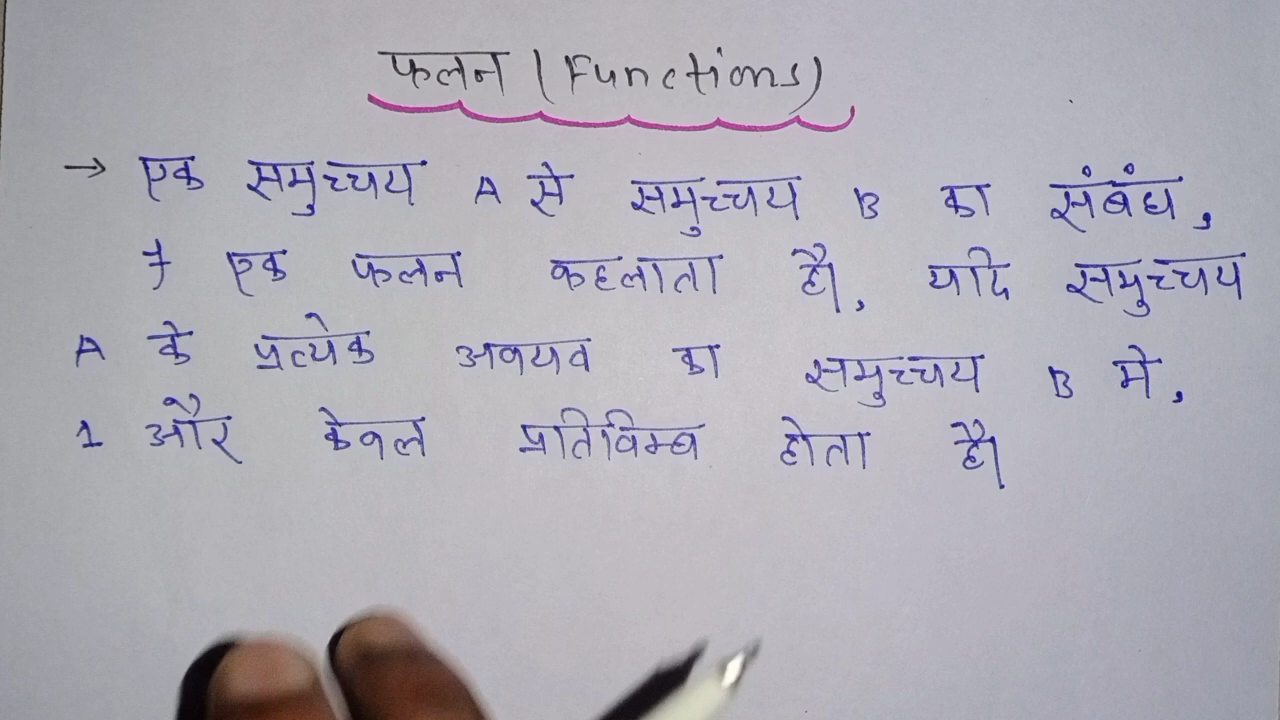 फलन (Functions)
→ एक समुच्चय A से समुच्चय B का संबंध,
f एक फलन कहलाता है।, यदि समुच्चय
A के प्रत्येक अवयव का समुच्चय B मे,
1 और केवल प्रतिविम्ब होता है।